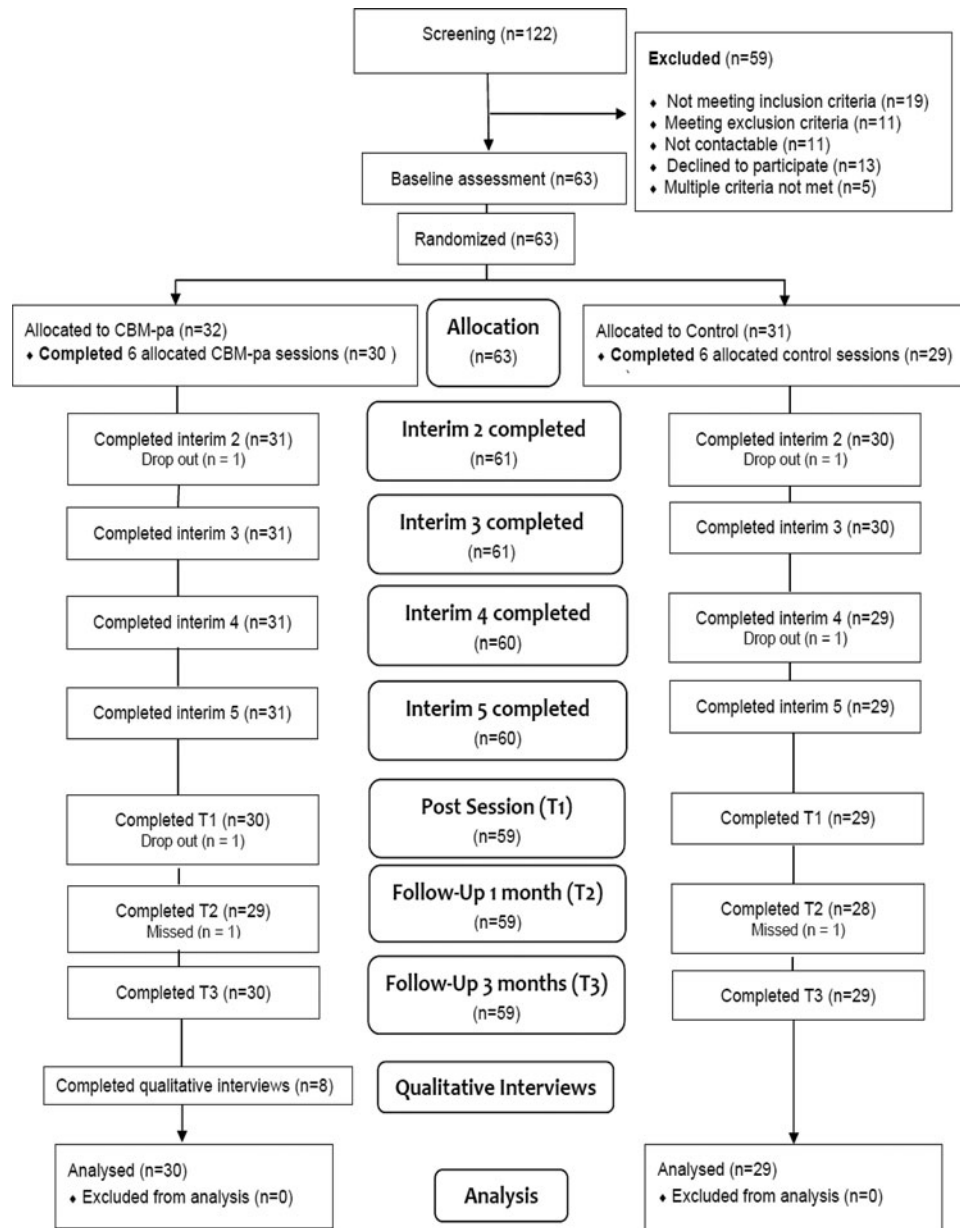 Screening (n=122)
Excluded (n=59)
♦ Not meeting inclusion criteria (n=19)
♦ Meeting exclusion criteria (n=11)
♦ Not contactable (n=11)
♦ Declined to participate (n=13)
♦ Multiple criteria not met (n=5)
Baseline assessment (n=63)
Randomized (n=63)
Allocated to CBM-pa (n=32)
♦ Completed 6 allocated CBM-pa sessions (n=30 )
Allocation
(n=63)
Allocated to Control (n=31)
♦ Completed 6 allocated control sessions (n=29)
Completed interim 2 (n=31)
Drop out (n = 1)
Interim 2 completed
(n=61)
Completed interim 2 (n=30)
Drop out (n = 1)
Completed interim 3 (n=31)
Interim 3 completed
(n=61)
Completed interim 3 (n=30)
Completed interim 4 (n=31)
Interim 4 completed
(n=60)
Completed interim 4 (n=29)
Drop out (n = 1)
Completed interim 5 (n=31)
Interim 5 completed
(n=60)
Completed interim 5 (n=29)
Completed T1 (n=30)
Drop out (n = 1)
Post Session (T1)
(n=59)
Completed T1 (n=29)
Completed T2 (n=29)
Missed (n = 1)
Follow-Up 1 month (T2)
(n=59)
Completed T2 (n=28)
Missed (n = 1)
Completed T3 (n=30)
Follow-Up 3 months (T3)
(n=59)
Completed T3 (n=29)
Completed qualitative interviews (n=8)
Qualitative Interviews
Analysed (n=30)
♦ Excluded from analysis (n=0)
Analysis
Analysed (n=29)
♦ Excluded from analysis (n=0)